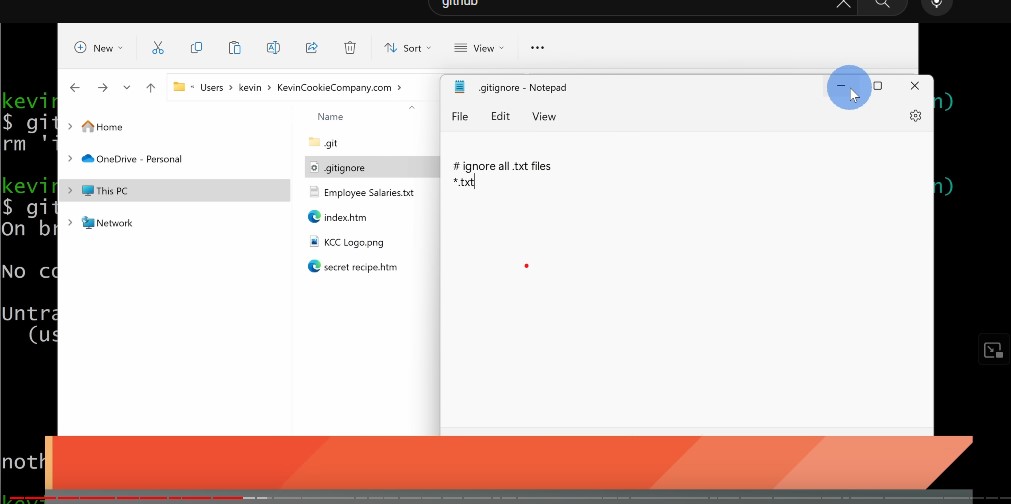 github
New
Sort
View
Users > kevin > KevinCookieCompany.com >
.gitignore - Notepad
File Edit View
Home
OneDrive - Personal
This PC
Network
Name
.git
.gitignore
Employee Salaries.txt
index.htm
KCC Logo.png
secret recipe.htm
# ignore all .txt files
*.txt
kevin
n)
$ git
rm 'i
kevin
n)
$ git
On br
No co
Untra
(us
noth